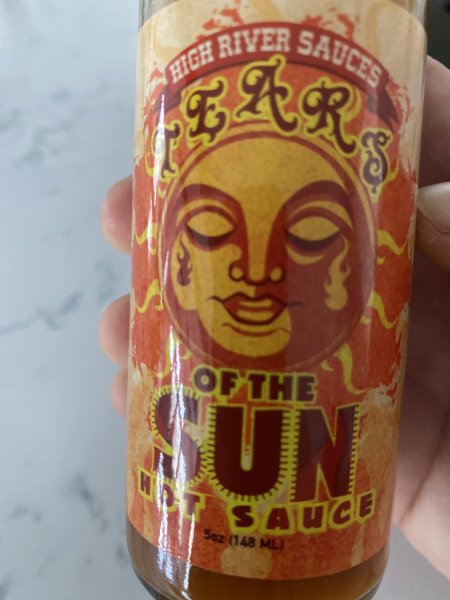 HIGH RIVER SAUCES
TEARS
OF THE
SUN
HOT SAUCE
5oz (148 ML)